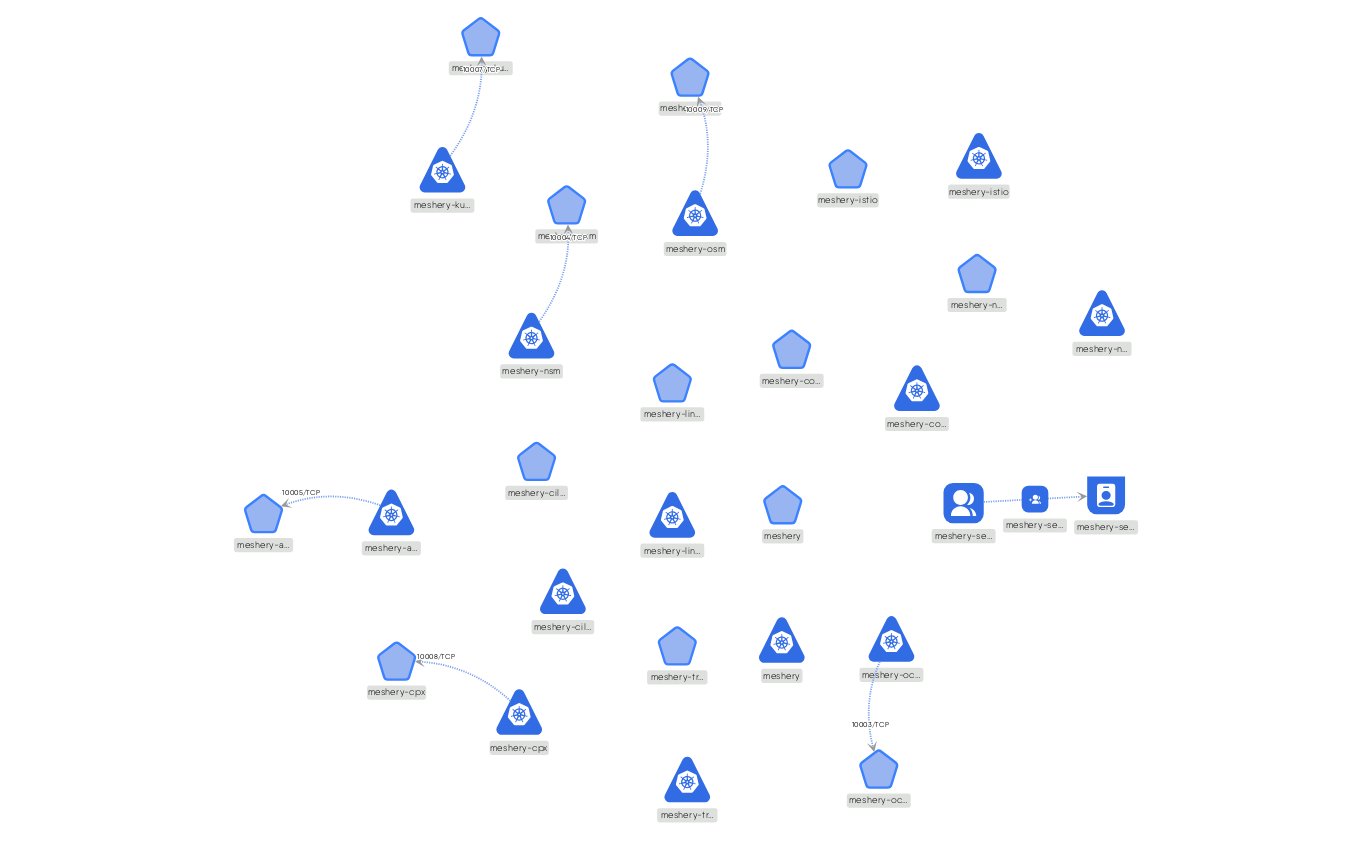 10007/TCP
10009/TCP
meshery-istio
meshery-istio
meshery-ku...
10004/TCP
meshery-osm
meshery-n...
meshery-n...
meshery-nsm
meshery-co...
meshery-lin...
meshery-co...
meshery-cil...
10005/TCP
meshery-a...
meshery-a...
meshery-lin...
meshery
meshery-se...
meshery-se...
meshery-se...
meshery-cil...
10008/TCP
meshery-cpx
meshery-tr...
meshery
meshery-oc...
meshery-cpx
10003/TCP
meshery-oc...
meshery-tr...